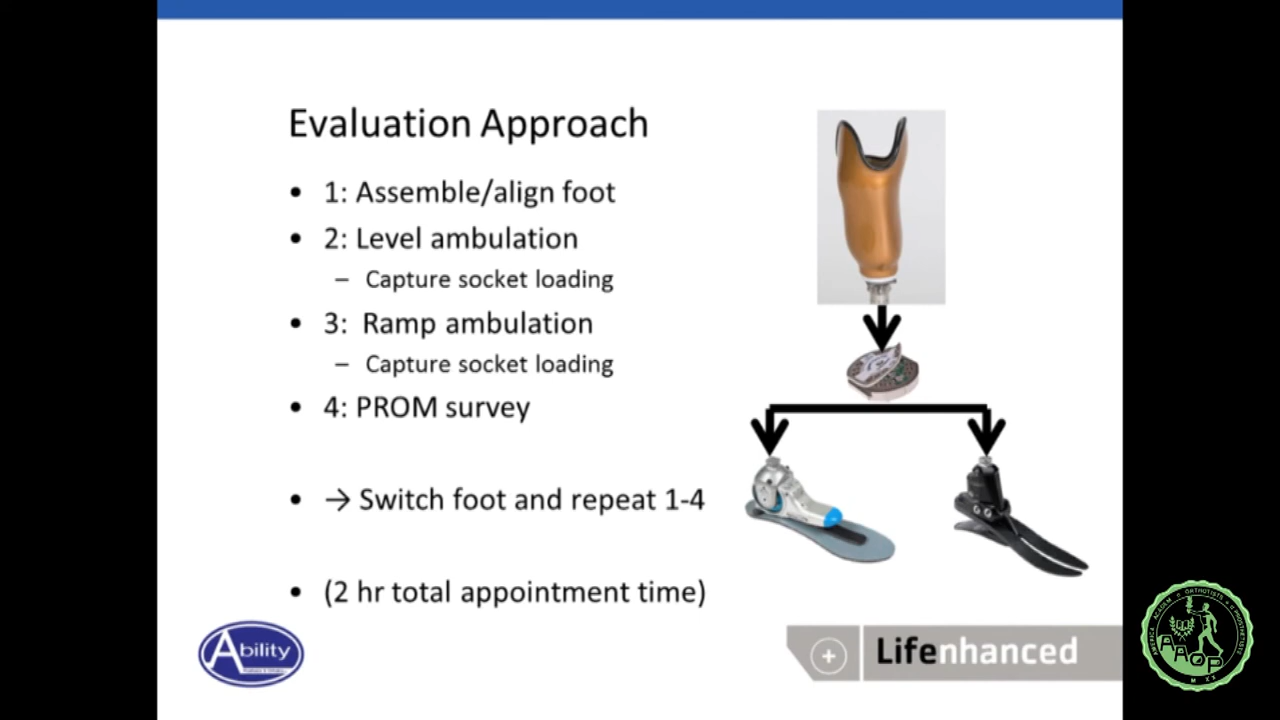 Evaluation Approach
• 1: Assemble/align foot
• 2: Level ambulation
– Capture socket loading
• 3: Ramp ambulation
– Capture socket loading
• 4: PROM survey
• → Switch foot and repeat 1-4
• (2 hr total appointment time)
Ability
Lifenhanced
AAOP